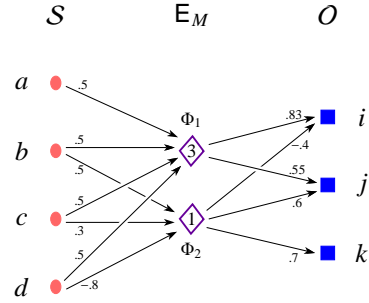 𝒮 E_M 𝒪
a .5 Φ₁ .83 i
b .5 .5 3 -.4 .55 j
c .5 .3 1 .6
d .5 -.8 Φ₂ .7 k